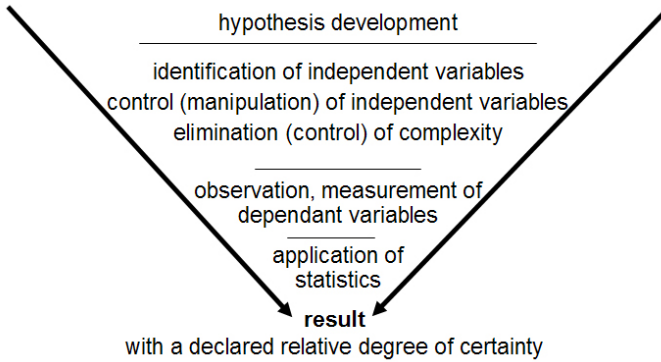 hypothesis development
identification of independent variables
control (manipulation) of independent variables
elimination (control) of complexity
observation, measurement of
dependant variables
application of
statistics
result
with a declared relative degree of certainty